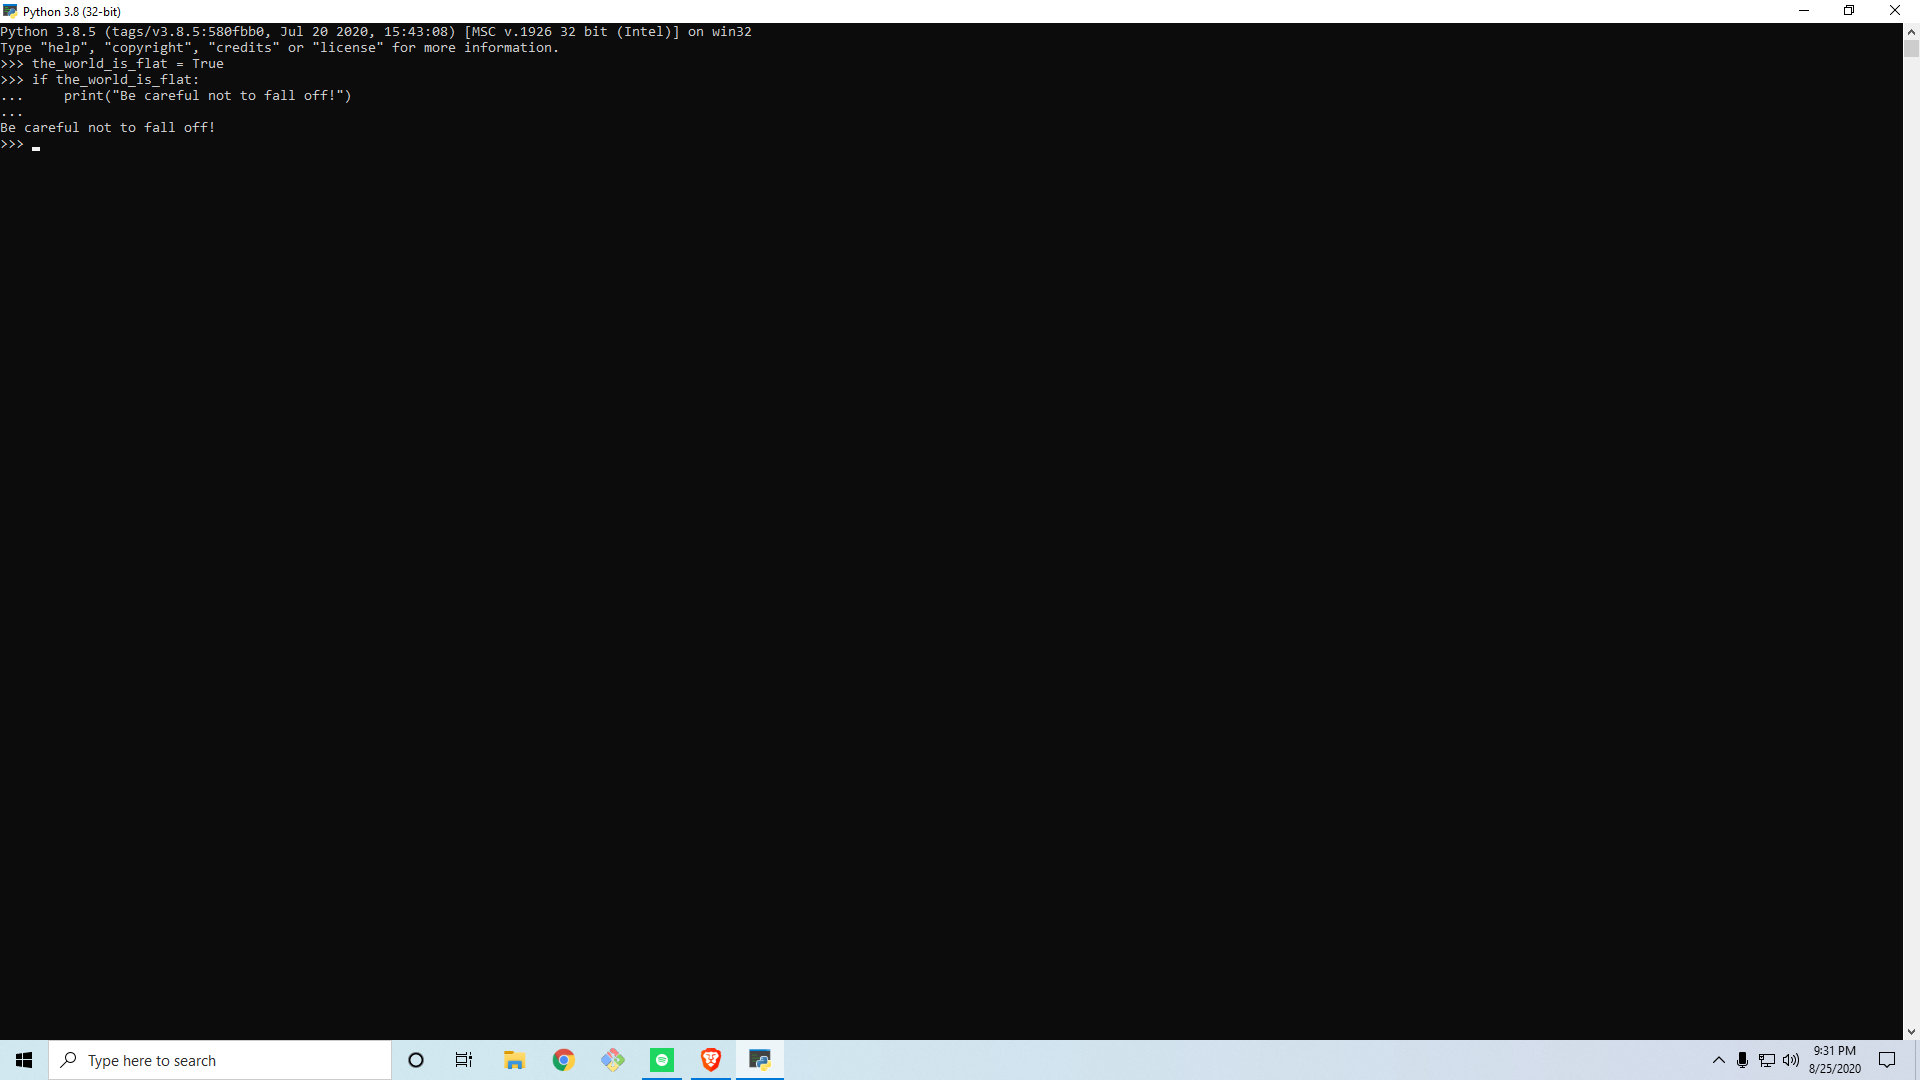 Python 3.8 (32-bit)
Python 3.8.5 (tags/v3.8.5:580fbb0, Jul 20 2020, 15:43:08) [MSC v.1926 32 bit (Intel)] on win32
Type "help", "copyright", "credits" or "license" for more information.
>>> the_world_is_flat = True
>>> if the_world_is_flat:
...     print("Be careful not to fall off!")
...
Be careful not to fall off!
>>>
Type here to search
9:31 PM
8/25/2020